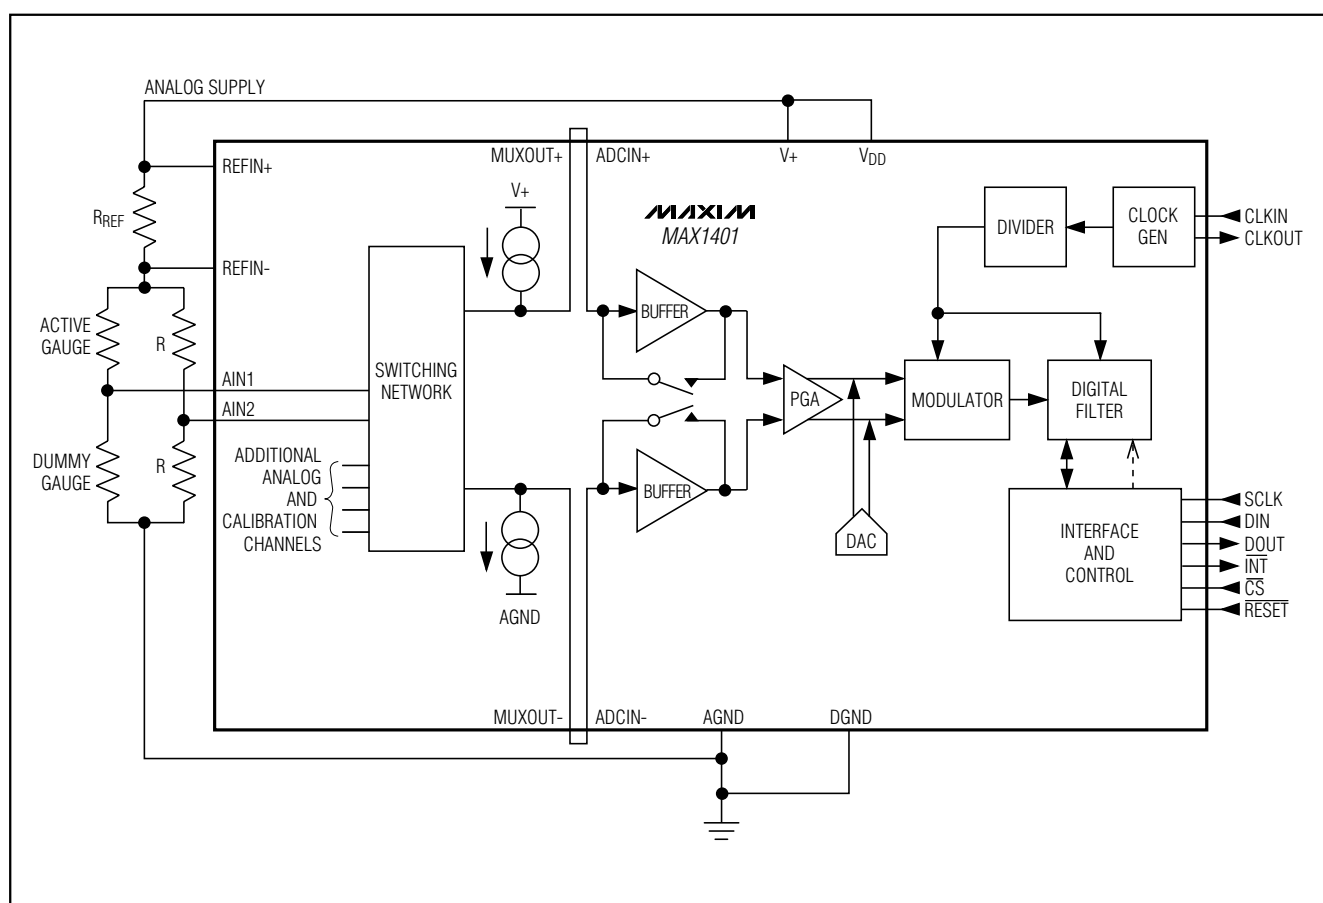 ANALOG SUPPLY
REFIN+
MUXOUT+
ADCIN+
V+
VDD
RREF
REFIN-
V+
MAXIM
MAX1401
DIVIDER
CLOCK
GEN
CLKIN
CLKOUT
ACTIVE
GAUGE
R
SWITCHING
NETWORK
BUFFER
AIN1
AIN2
PGA
MODULATOR
DIGITAL
FILTER
DUMMY
GAUGE
R
ADDITIONAL
ANALOG
AND
CALIBRATION
CHANNELS
BUFFER
AGND
DAC
INTERFACE
AND
CONTROL
SCLK
DIN
DOUT
INT
CS
RESET
MUXOUT-
ADCIN-
AGND
DGND